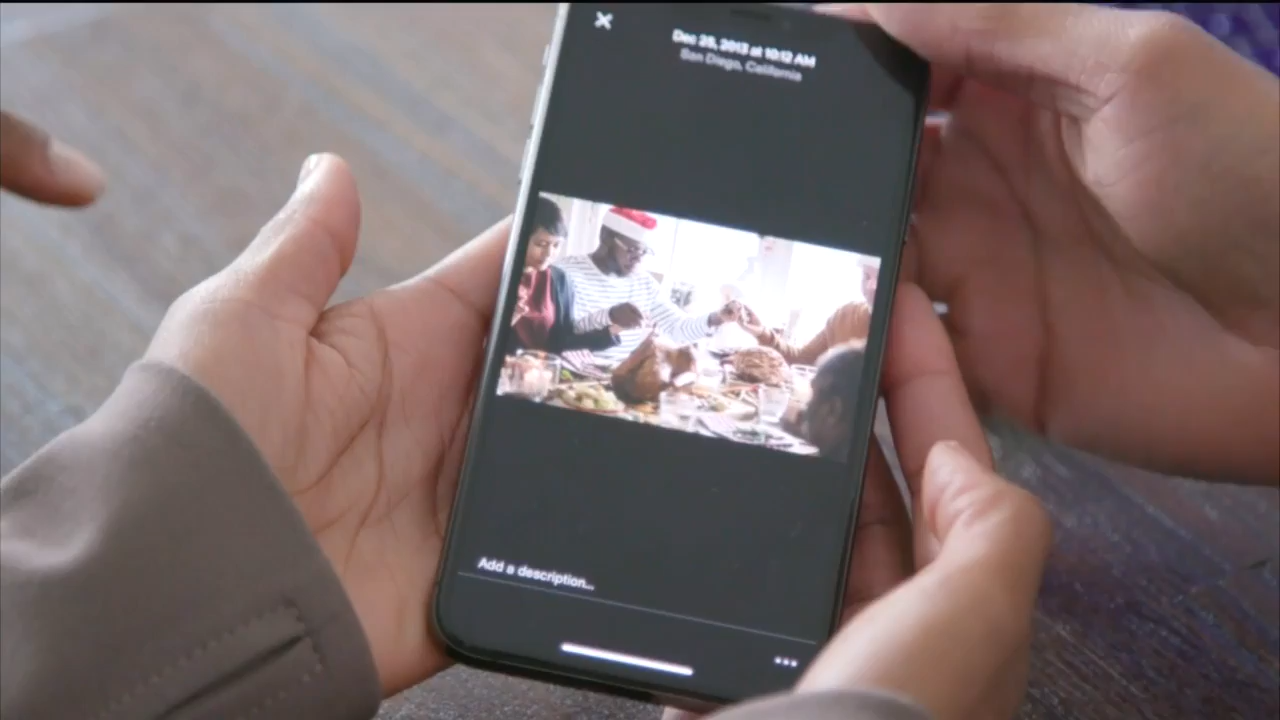 Dec 25, 2013 at 10:12 AM
San Diego, California
Add a description...